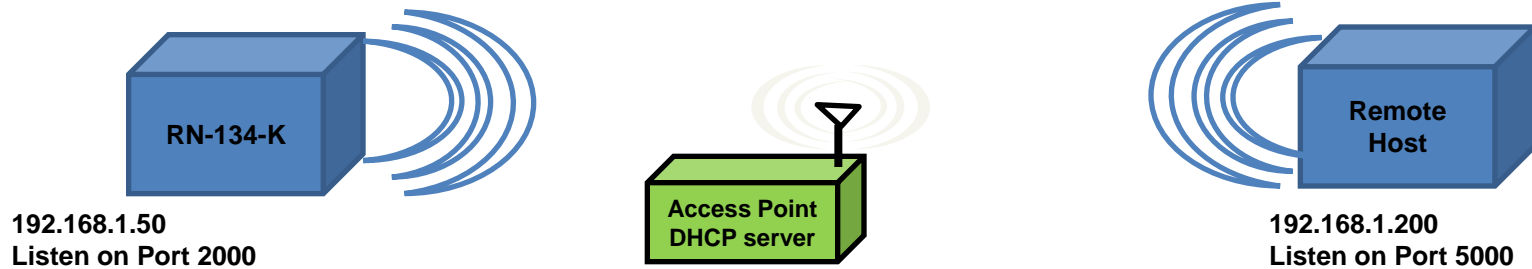 RN-134-K
192.168.1.50
Listen on Port 2000
Access Point
DHCP server
Remote
Host
192.168.1.200
Listen on Port 5000